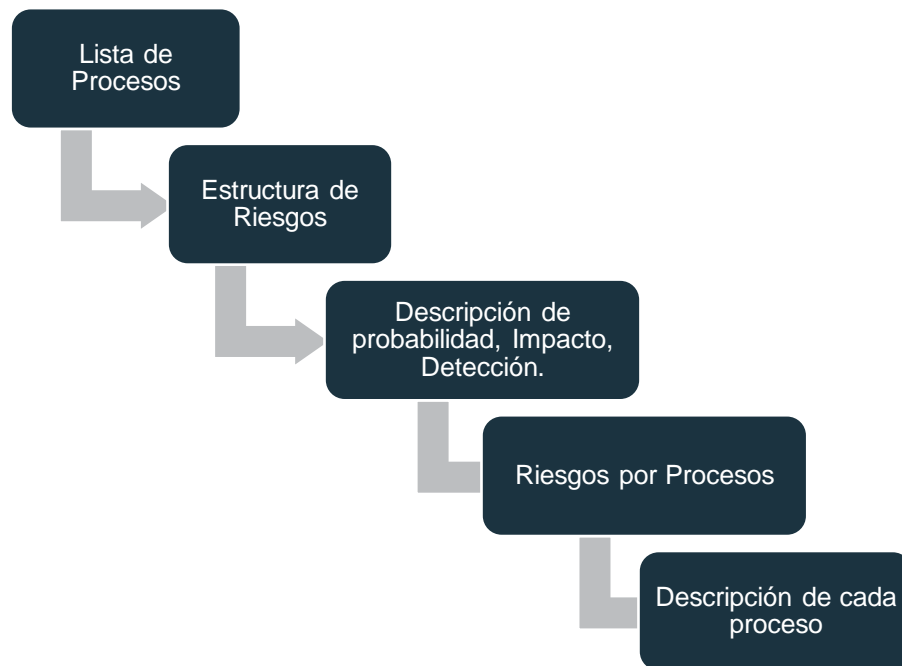 Lista de
Procesos
Estructura de
Riesgos
Descripción de
probabilidad, Impacto,
Detección.
Riesgos por Procesos
Descripción de cada
proceso